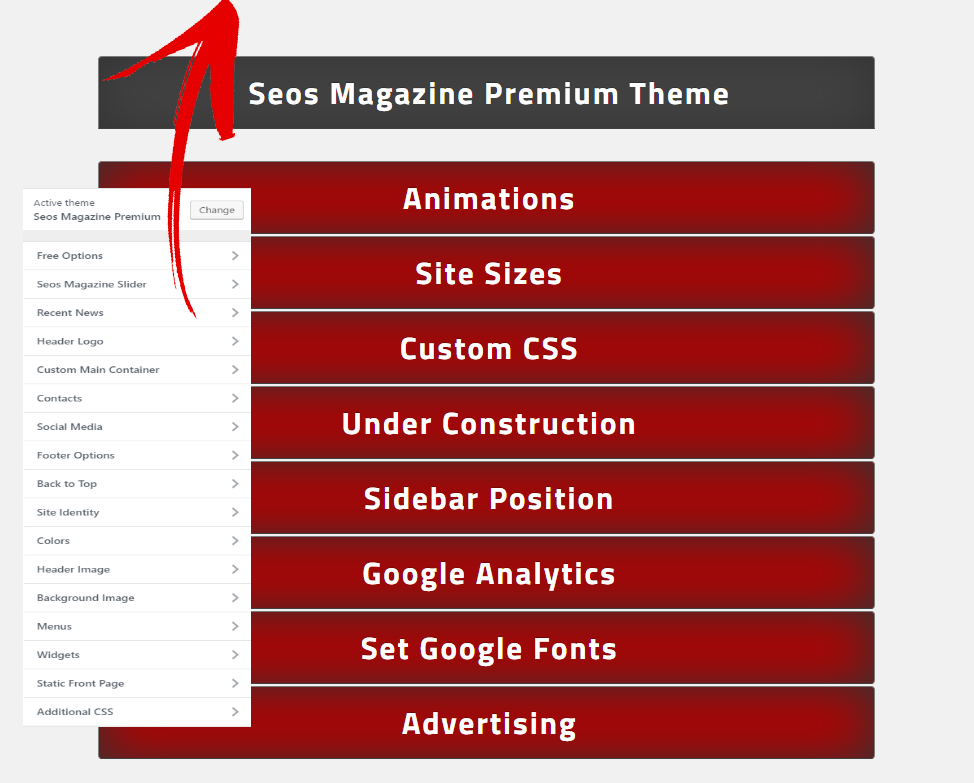 Seos Magazine Premium Theme
Active theme
Seos Magazine Premium
Change
Free Options
Seos Magazine Slider
Recent News
Header Logo
Custom Main Container
Contacts
Social Media
Footer Options
Back to Top
Site Identity
Colors
Header Image
Background Image
Menus
Widgets
Static Front Page
Additional CSS
Animations
Site Sizes
Custom CSS
Under Construction
Sidebar Position
Google Analytics
Set Google Fonts
Advertising